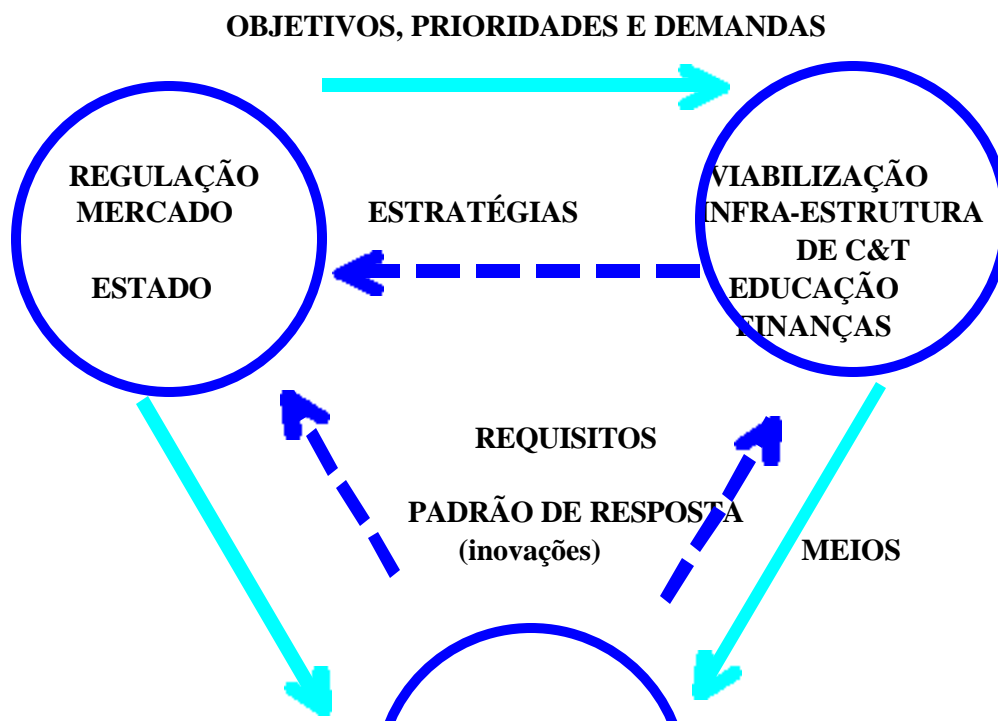 OBJETIVOS, PRIORIDADES E DEMANDAS
REGULAÇÃO
MERCADO
ESTADO
ESTRATÉGIAS
VIABILIZAÇÃO
INFRA-ESTRUTURA
DE C&T
EDUCAÇÃO
FINANÇAS
REQUISITOS
PADRÃO DE RESPOSTA
(inovações)
MEIOS